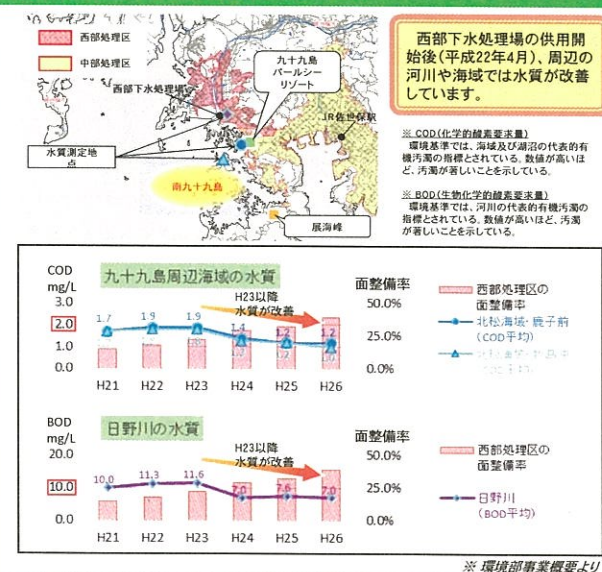 西部処理区
中部処理区
九十九島
パールシー
リゾート
西部下水処理場
JR佐世保駅
水質測定地
点
南九十九島
展海峰
西部下水処理場の供用開
始後(平成22年4月)、周辺の
河川や海域では水質が改善
しています。
※ COD(化学的酸素要求量)
環境基準では、海域及び湖沼の代表的有
機汚濁の指標とされている。数値が高いほ
ど、汚濁が著しいことを示している。
※ BOD(生物化学的酸素要求量)
環境基準では、河川の代表的有機汚濁の
指標とされている。数値が高いほど、汚濁
が著しいことを示している。
COD
mg/L
九十九島周辺海域の水質
面整備率
3.0
2.0
1.0
0.0
1.7
1.9
1.9
1.4
1.2
1.2
H23以降
水質が改善
50.0%
25.0%
0.0%
H21 H22 H23 H24 H25 H26
西部処理区の
面整備率
北松海域・鹿子前
(COD平均)
BOD
mg/L
日野川の水質
面整備率
20.0
10.0
0.0
10.0
11.3
11.6
7.0
7.6
7.0
H23以降
水質が改善
50.0%
25.0%
0.0%
H21 H22 H23 H24 H25 H26
西部処理区の
面整備率
日野川
(BOD平均)
※ 環境部事業概要より